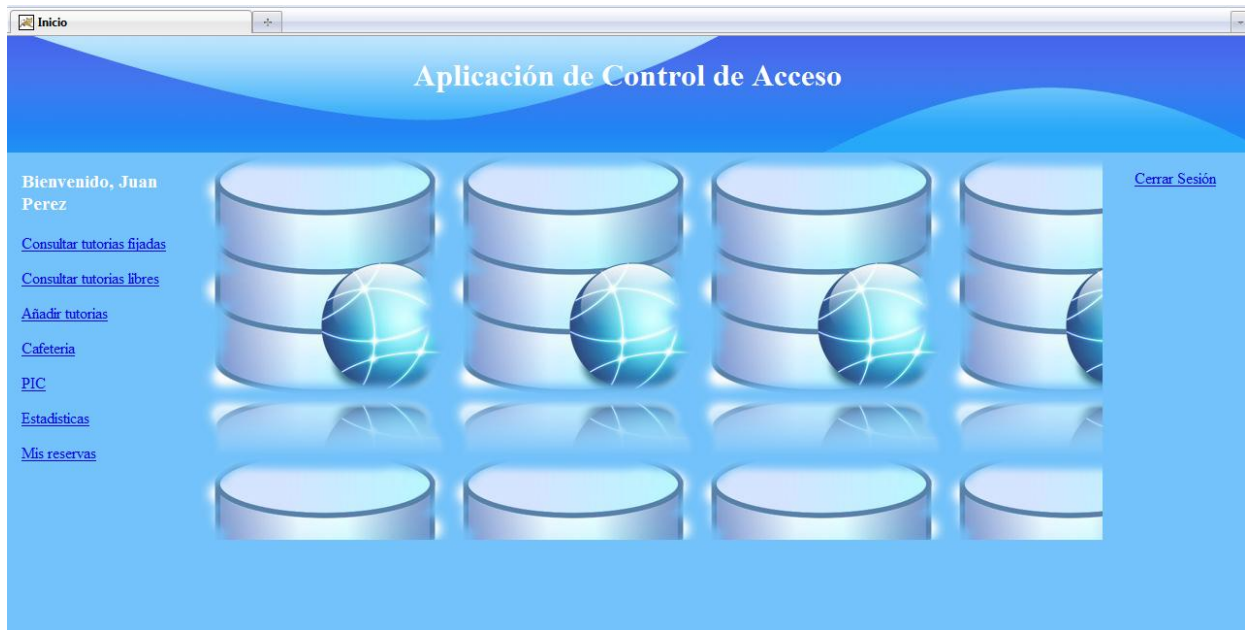 Inicio
Aplicación de Control de Acceso
Bienvenido, Juan
Perez
Cerrar Sesión
Consultar tutorias fijadas
Consultar tutorias libres
Añadir tutorias
Cafeteria
PIC
Estadisticas
Mis reservas